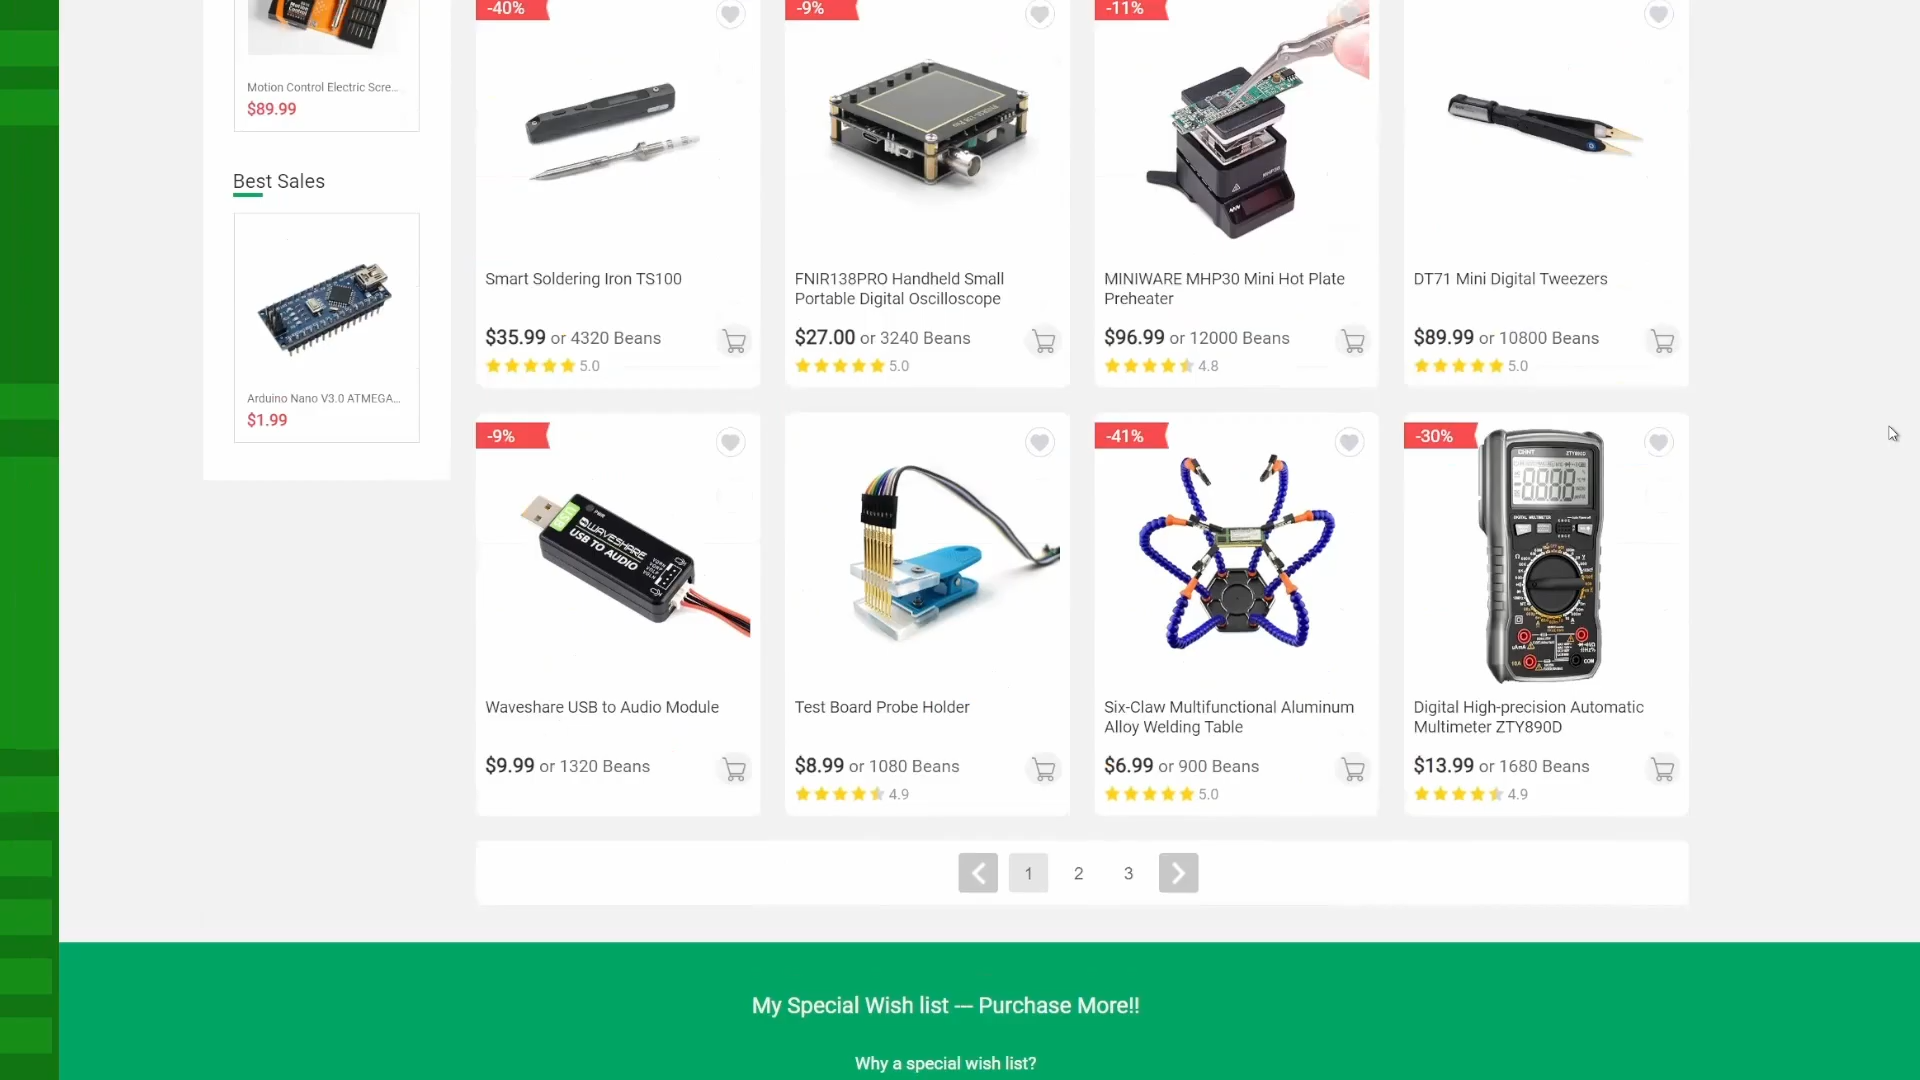 Motion Control Electric Scre...
$89.99
Best Sales
Arduino Nano V3.0 ATMEGA...
$1.99
-40%
Smart Soldering Iron TS100
$35.99 or 4320 Beans
5.0
-9%
FNIR138PRO Handheld Small
Portable Digital Oscilloscope
$27.00 or 3240 Beans
5.0
-11%
MINIWARE MHP30 Mini Hot Plate
Preheater
$96.99 or 12000 Beans
4.8
DT71 Mini Digital Tweezers
$89.99 or 10800 Beans
5.0
-9%
WAVESHARE
USB TO AUDIO
Waveshare USB to Audio Module
$9.99 or 1320 Beans
Test Board Probe Holder
$8.99 or 1080 Beans
4.9
-41%
Six-Claw Multifunctional Aluminum
Alloy Welding Table
$6.99 or 900 Beans
5.0
-30%
Digital High-precision Automatic
Multimeter ZTY890D
$13.99 or 1680 Beans
4.9
1 2 3
My Special Wish list --- Purchase More!!
Why a special wish list?